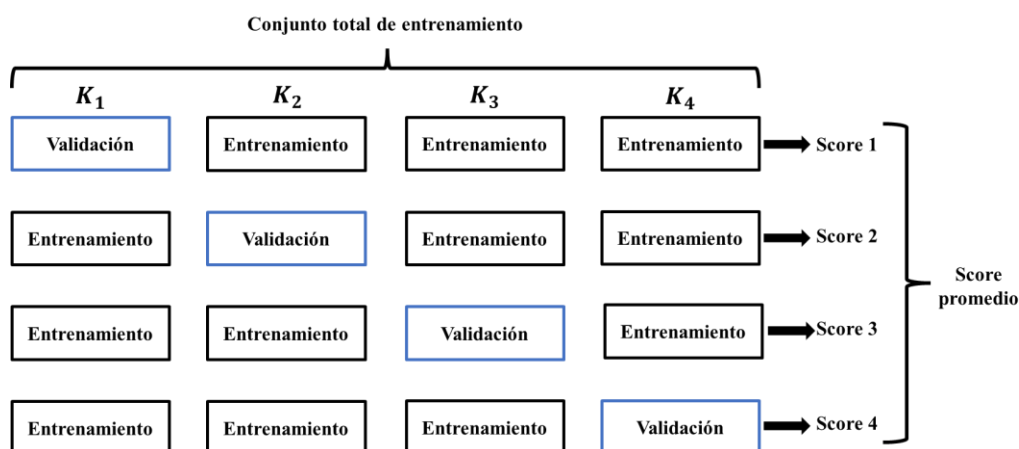 Conjunto total de entrenamiento
K₁ K₂ K₃ K₄
Validación Entrenamiento Entrenamiento Entrenamiento Score 1
Entrenamiento Validación Entrenamiento Entrenamiento Score 2
Score
promedio
Entrenamiento Entrenamiento Validación Entrenamiento Score 3
Entrenamiento Entrenamiento Entrenamiento Validación Score 4